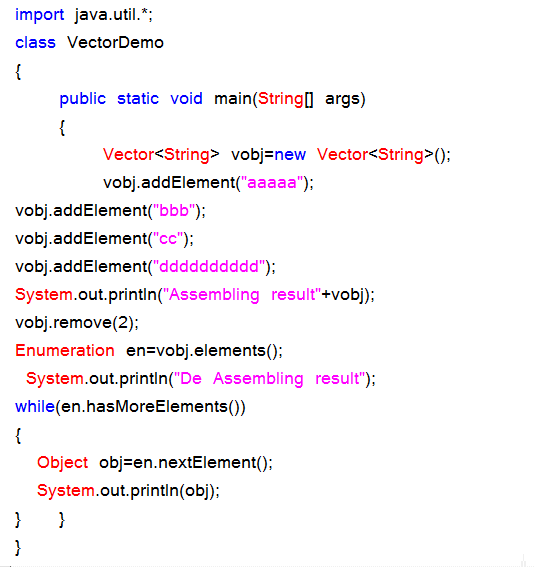 import java.util.*;
class VectorDemo
{
public static void main(String[] args)
{
Vector<String> vobj=new Vector<String>();
vobj.addElement("aaaaa");
vobj.addElement("bbb");
vobj.addElement("cc");
vobj.addElement("dddddddddd");
System.out.println("Assembling result"+vobj);
vobj.remove(2);
Enumeration en=vobj.elements();
System.out.println("De Assembling result");
while(en.hasMoreElements())
{
Object obj=en.nextElement();
System.out.println(obj);
} }
}